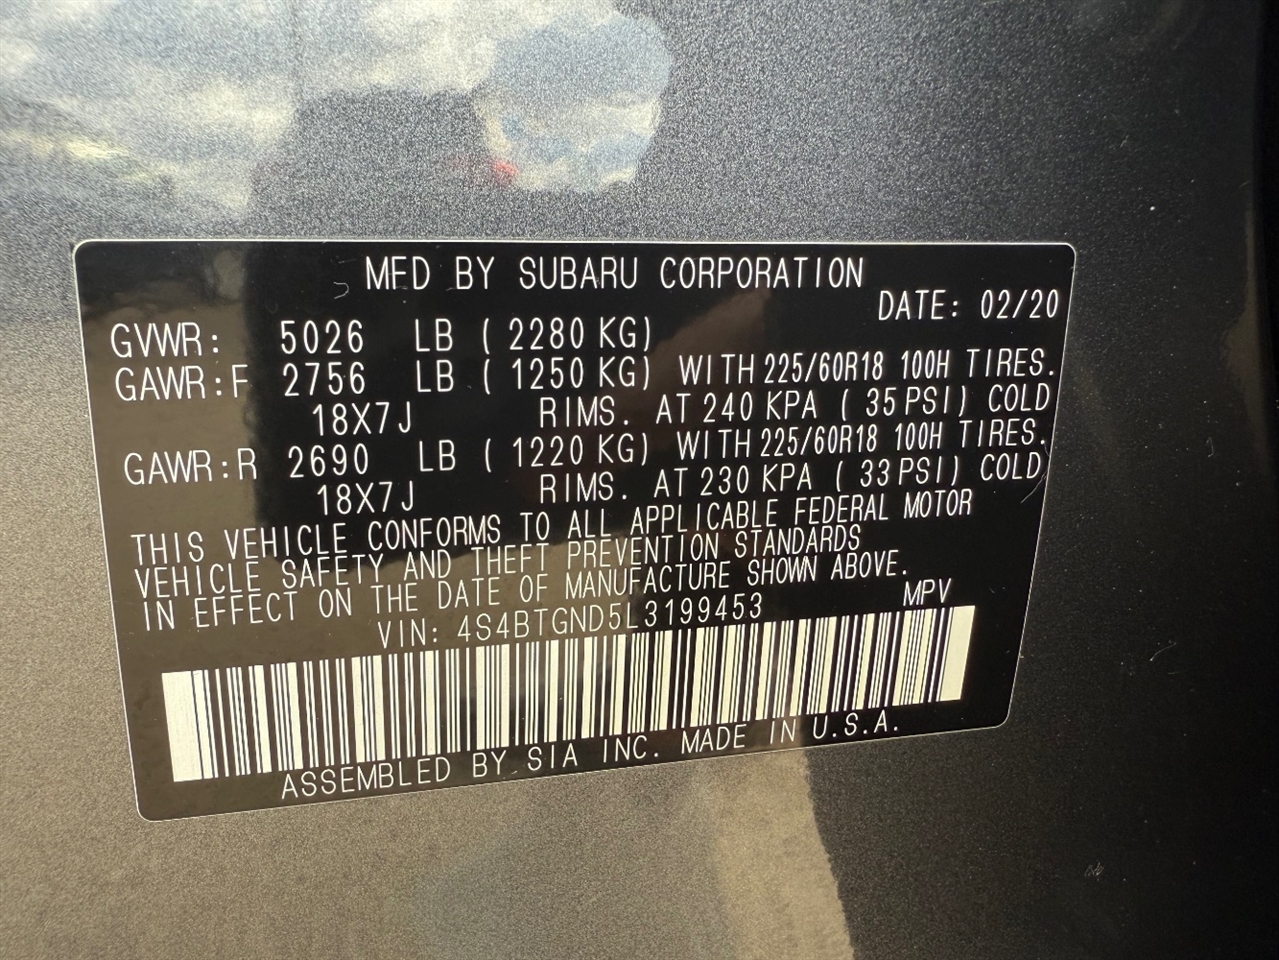 MFD BY SUBARU CORPORATION
DATE: 02/20
GVWR: 5026 LB ( 2280 KG)
GAWR:F 2756 LB ( 1250 KG) WITH 225/60R18 100H TIRES.
18X7J RIMS. AT 240 KPA ( 35 PSI) COLD
GAWR:R 2690 LB ( 1220 KG) WITH 225/60R18 100H TIRES.
18X7J RIMS. AT 230 KPA ( 33 PSI) COLD
THIS VEHICLE CONFORMS TO ALL APPLICABLE FEDERAL MOTOR
VEHICLE SAFETY AND THEFT PREVENTION STANDARDS
IN EFFECT ON THE DATE OF MANUFACTURE SHOWN ABOVE.
VIN: 4S4BTGND5L3199453 MPV
ASSEMBLED BY SIA INC. MADE IN U.S.A.